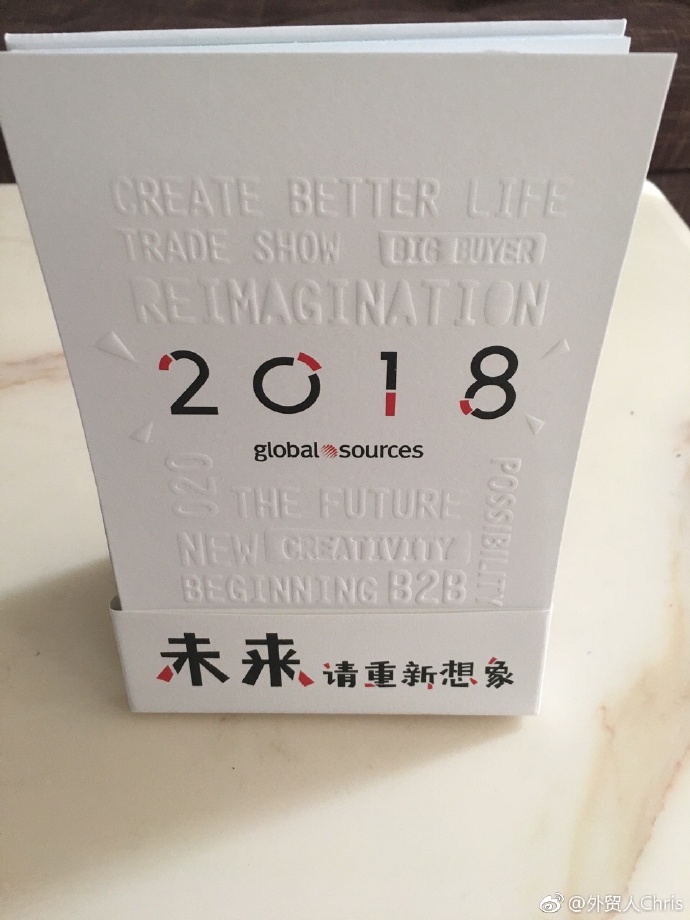 CREATE BETTER LIFE
TRADE SHOW BIG BUYER
REIMAGINATION
2018
global sources
O2O
THE FUTURE
POSSIBILITY
NEW CREATIVITY
BEGINNING B2B
未来 请重新想象
@外贸人Chris